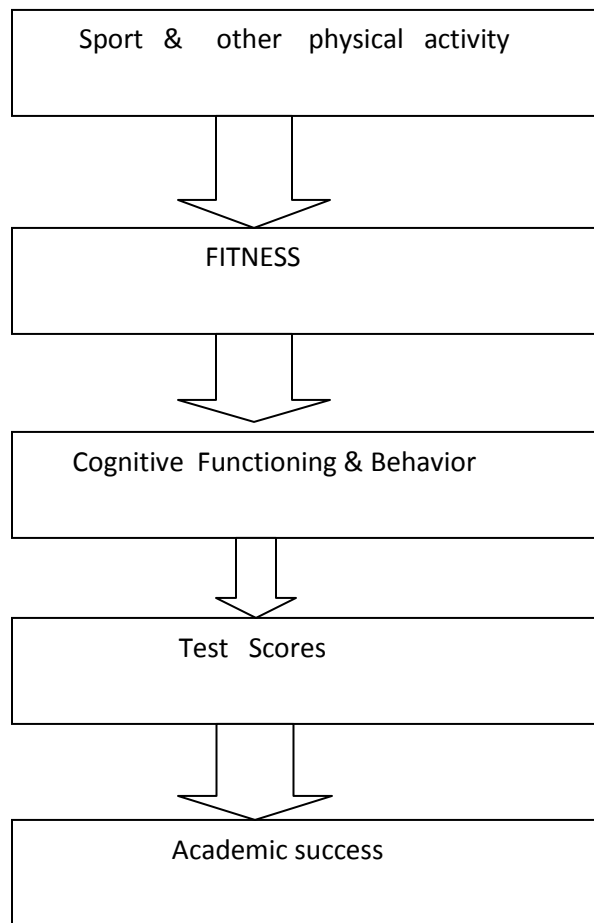 Sport & other physical activity
FITNESS
Cognitive Functioning & Behavior
Test Scores
Academic success